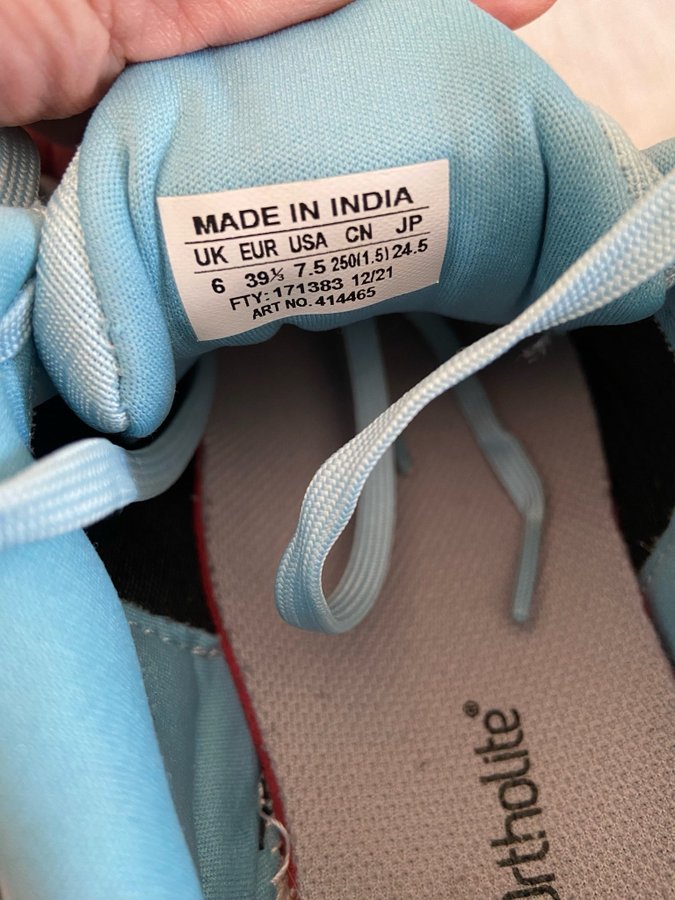 MADE IN INDIA
UK EUR USA CN JP
6 39⅓ 7.5 250(1.5) 24.5
FTY: 171383 12/21
ART NO. 414465
ortholite®